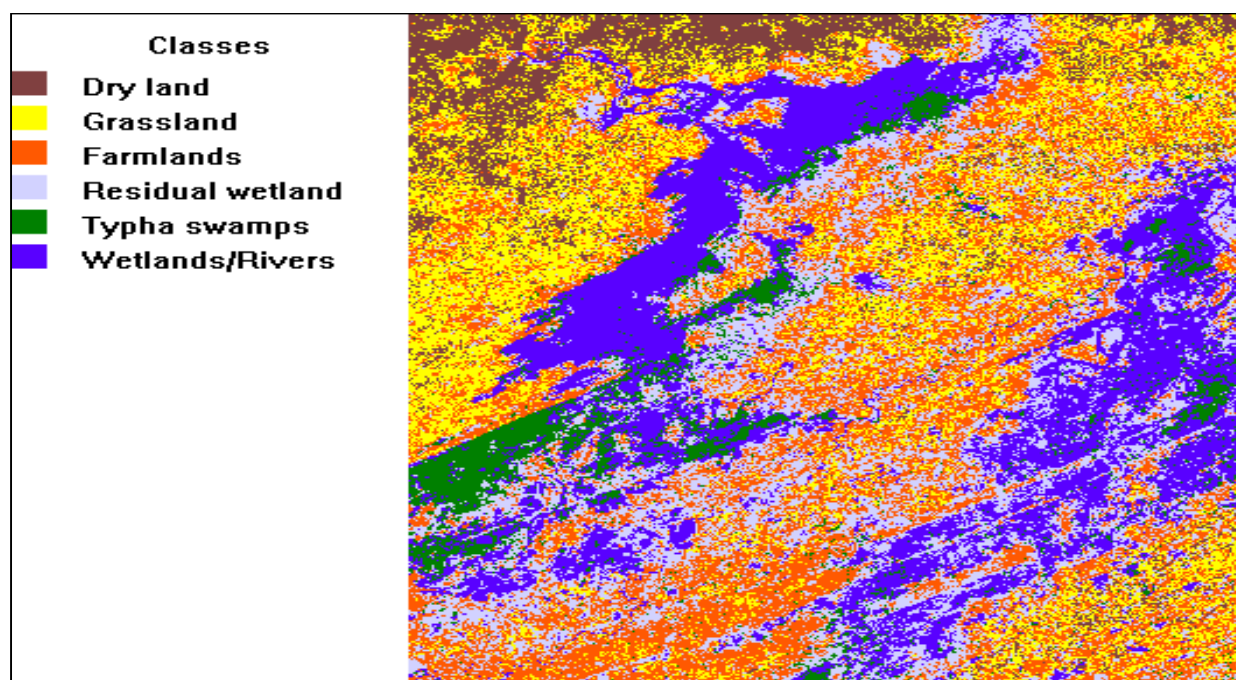 Classes
Dry land
Grassland
Farmlands
Residual wetland
Typha swamps
Wetlands/Rivers